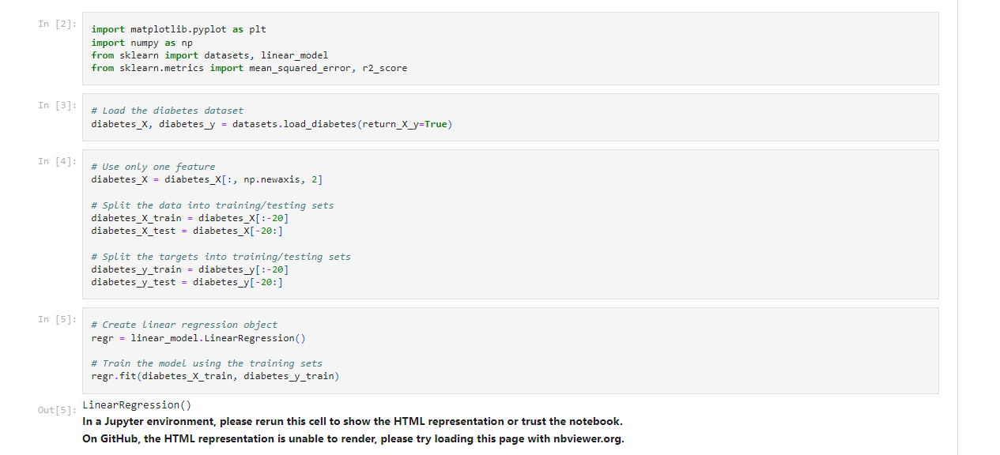 In [2]:
import matplotlib.pyplot as plt
import numpy as np
from sklearn import datasets, linear_model
from sklearn.metrics import mean_squared_error, r2_score
In [3]:
# Load the diabetes dataset
diabetes_X, diabetes_y = datasets.load_diabetes(return_X_y=True)
In [4]:
# Use only one feature
diabetes_X = diabetes_X[:, np.newaxis, 2]
# Split the data into training/testing sets
diabetes_X_train = diabetes_X[:-20]
diabetes_X_test = diabetes_X[-20:]
# Split the targets into training/testing sets
diabetes_y_train = diabetes_y[:-20]
diabetes_y_test = diabetes_y[-20:]
In [5]:
# Create linear regression object
regr = linear_model.LinearRegression()
# Train the model using the training sets
regr.fit(diabetes_X_train, diabetes_y_train)
Out[5]:
LinearRegression()
In a Jupyter environment, please rerun this cell to show the HTML representation or trust the notebook.
On GitHub, the HTML representation is unable to render, please try loading this page with nbviewer.org.